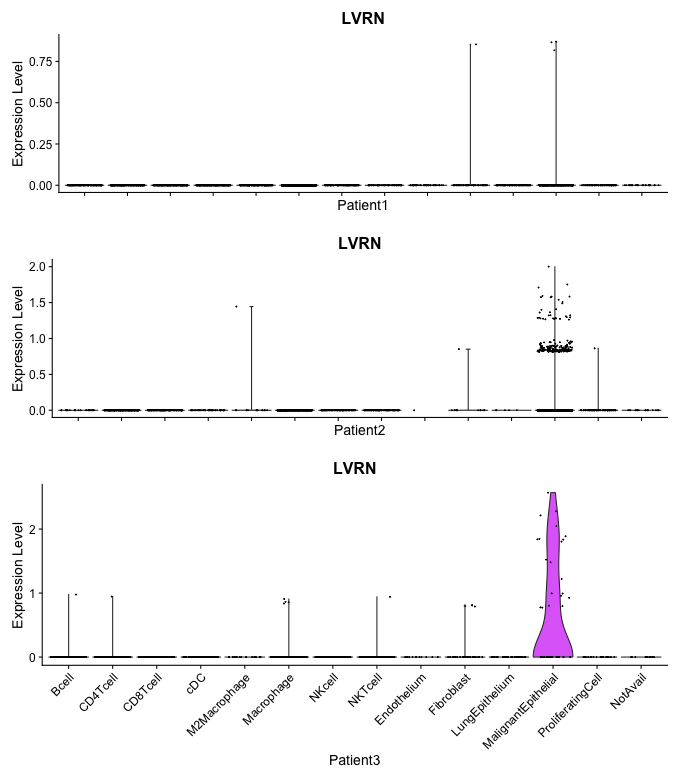 LVRN
Expression Level
0.75
0.50
0.25
0.00
Patient1
LVRN
Expression Level
2.0
1.5
1.0
0.5
0.0
Patient2
LVRN
Expression Level
2
1
0
Bcell
CD4Tcell
CD8Tcell
cDC
M2Macrophage
Macrophage
NKcell
NKTcell
Endothelium
Fibroblast
LungEpithelium
MalignantEpithelial
ProliferatingCell
NotAvail
Patient3